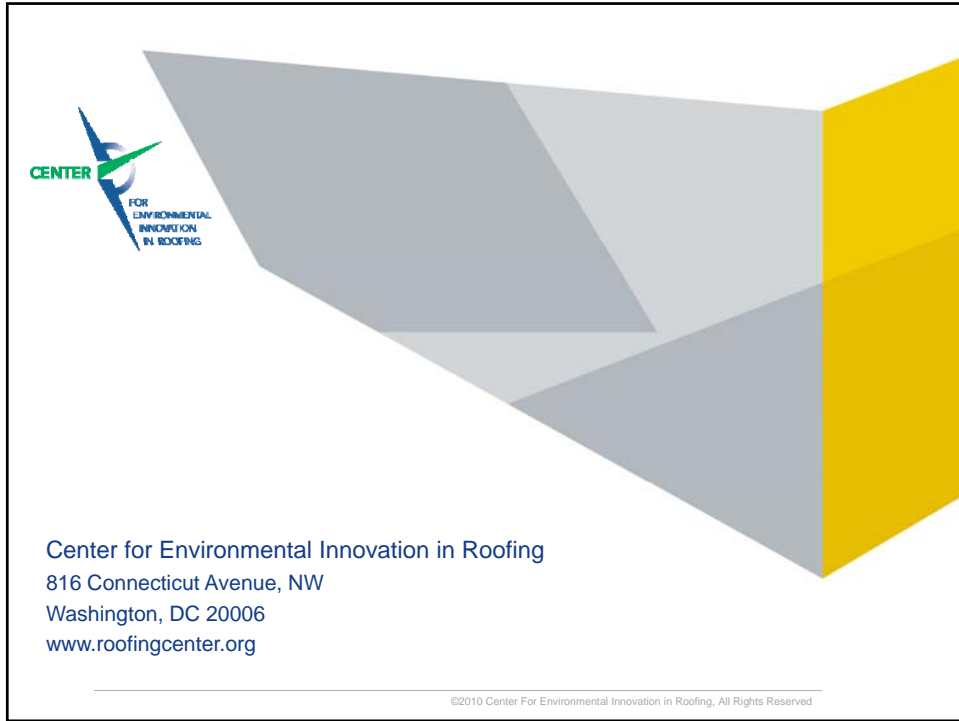 CENTER
FOR
ENVIRONMENTAL
INNOVATION
IN ROOFING
Center for Environmental Innovation in Roofing
816 Connecticut Avenue, NW
Washington, DC 20006
www.roofingcenter.org
©2010 Center For Environmental Innovation in Roofing, All Rights Reserved